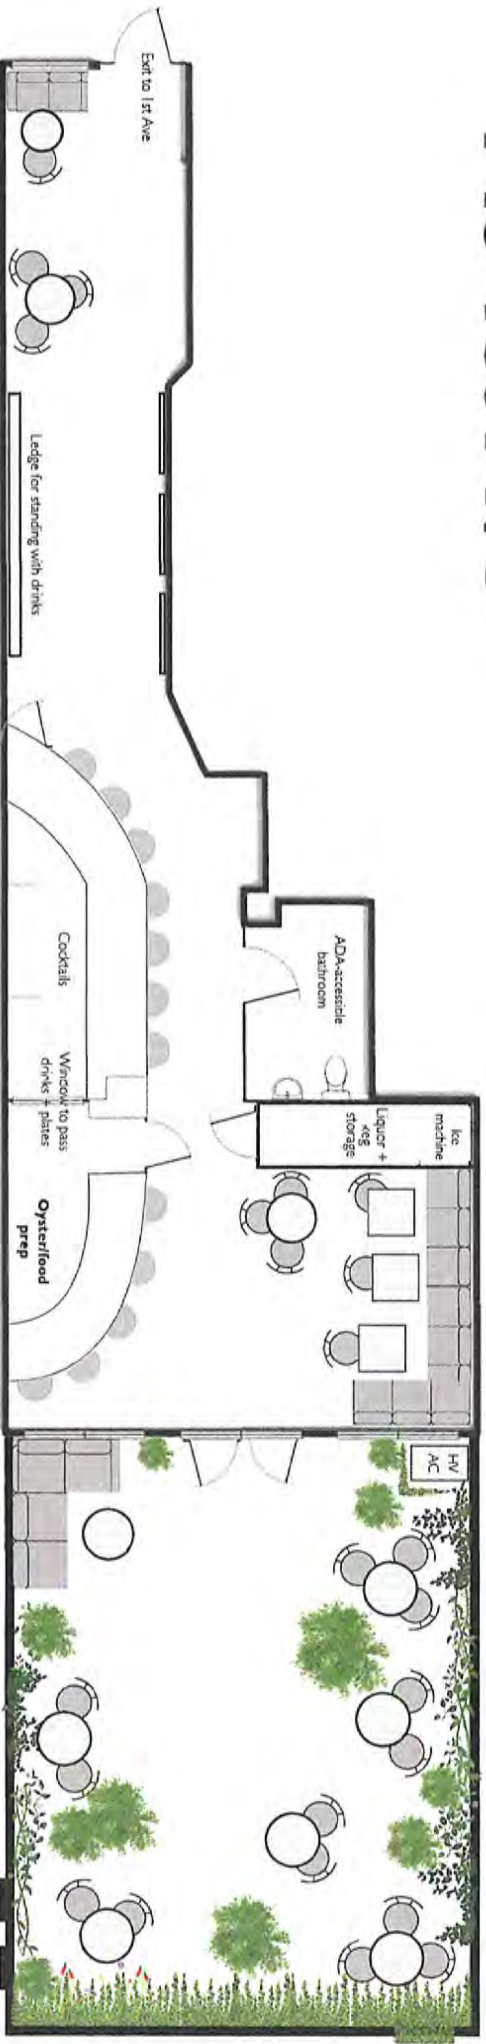 Exit to 1st Ave
Ledge for standing with drinks
Cocktails
Window to pass
drinks + plates
Oyster/food
prep
ADA-accessible
bathroom
Liquor +
keg
storage
Ice
machine
HV
AC